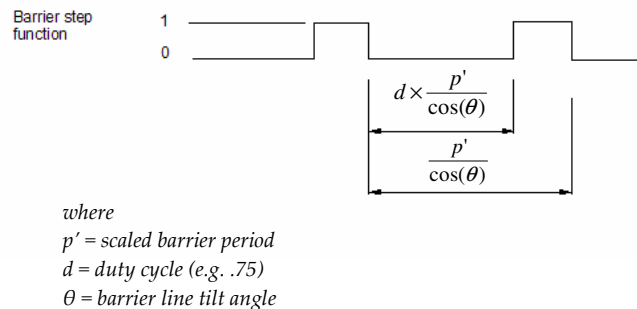 Barrier step
function
1
0
d × p' / cos(θ)
p' / cos(θ)
where
p' = scaled barrier period
d = duty cycle (e.g. .75)
θ = barrier line tilt angle